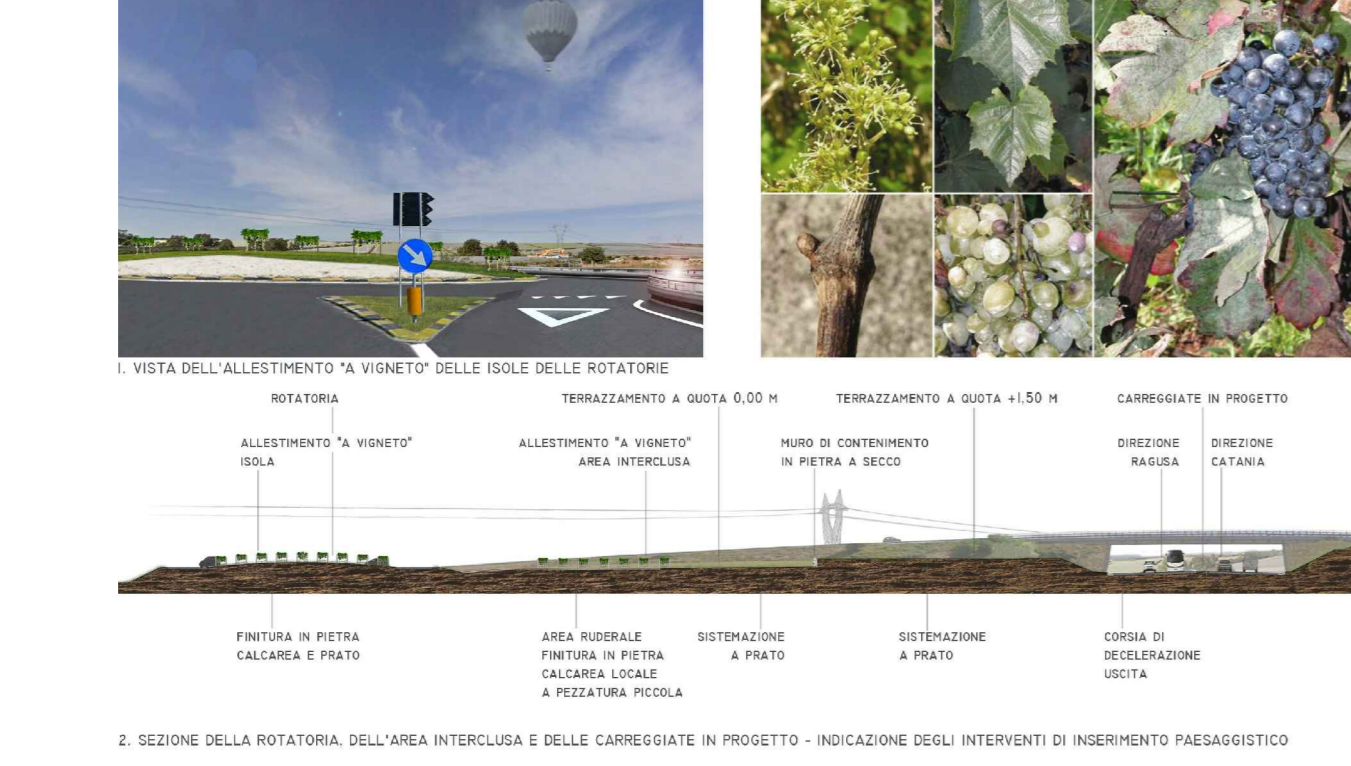 1. VISTA DELL'ALLESTIMENTO "A VIGNETO" DELLE ISOLE DELLE ROTATORIE
ROTATORIA
TERRAZZAMENTO A QUOTA 0,00 M
TERRAZZAMENTO A QUOTA +1,50 M
CARREGGIATE IN PROGETTO
ALLESTIMENTO "A VIGNETO"
ISOLA
ALLESTIMENTO "A VIGNETO"
AREA INTERCLUSA
MURO DI CONTENIMENTO
IN PIETRA A SECCO
DIREZIONE
RAGUSA
DIREZIONE
CATANIA
FINITURA IN PIETRA
CALCAREA E PRATO
AREA RUDERALE
FINITURA IN PIETRA
CALCAREA LOCALE
A PEZZATURA PICCOLA
SISTEMAZIONE
A PRATO
SISTEMAZIONE
A PRATO
CORSIA DI
DECELERAZIONE
USCITA
2. SEZIONE DELLA ROTATORIA, DELL'AREA INTERCLUSA E DELLE CARREGGIATE IN PROGETTO - INDICAZIONE DEGLI INTERVENTI DI INSERIMENTO PAESAGGISTICO